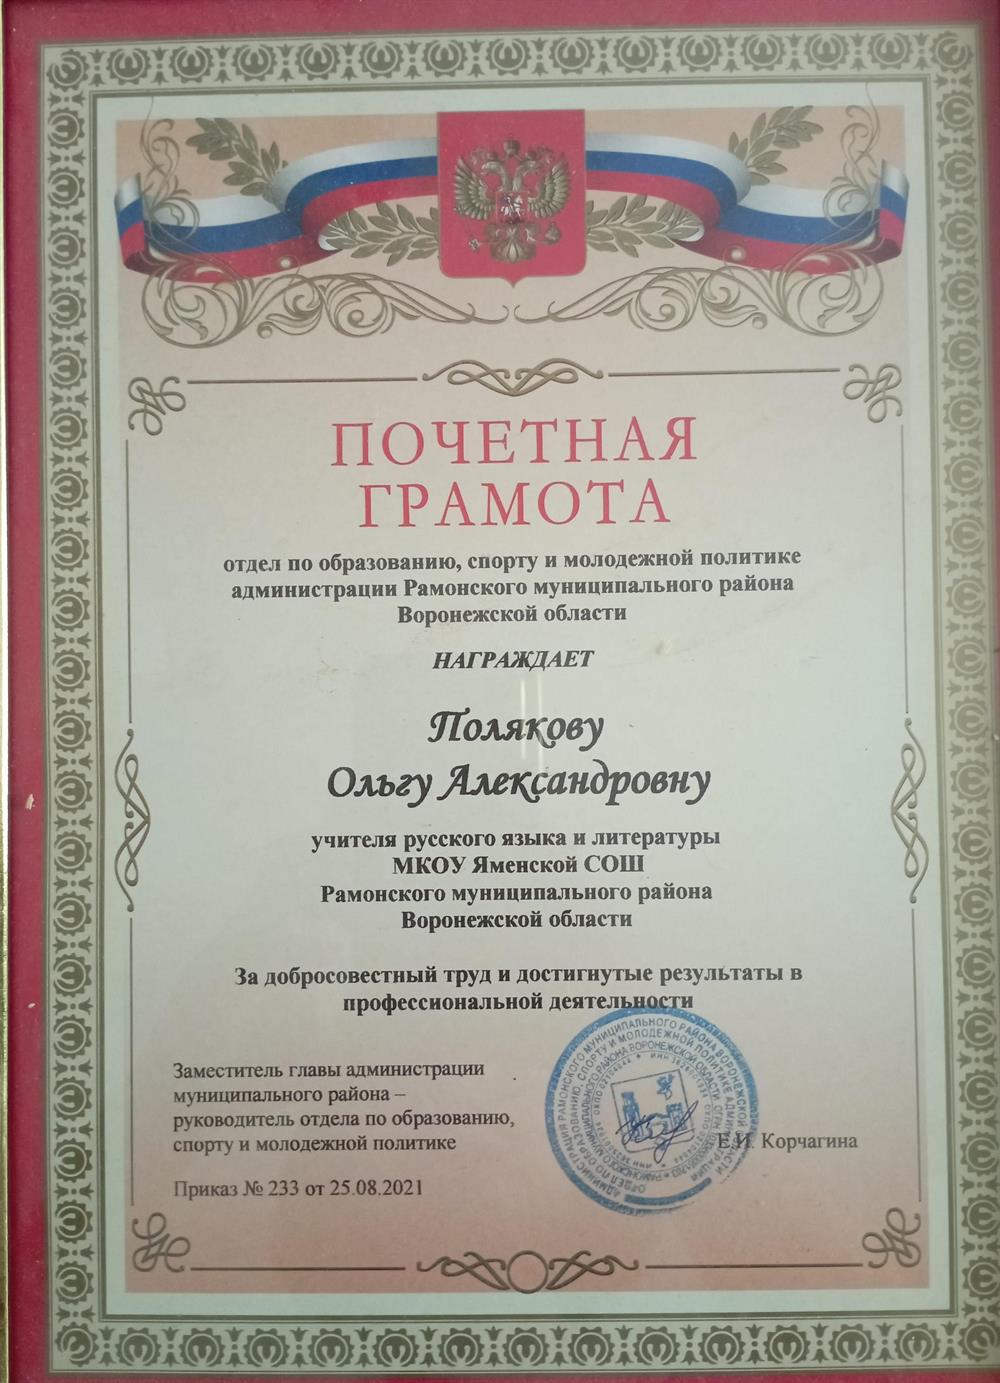 ПОЧЕТНАЯ
ГРАМОТА
отдел по образованию, спорту и молодежной политике
администрации Рамонского муниципального района
Воронежской области
НАГРАЖДАЕТ
Полякову
Ольгу Александровну
учителя русского языка и литературы
МКОУ Яменской СОШ
Рамонского муниципального района
Воронежской области
За добросовестный труд и достигнутые результаты в
профессиональной деятельности
Заместитель главы администрации
муниципального района –
руководитель отдела по образованию,
спорту и молодежной политике
Е.И. Корчагина
Приказ № 233 от 25.08.2021